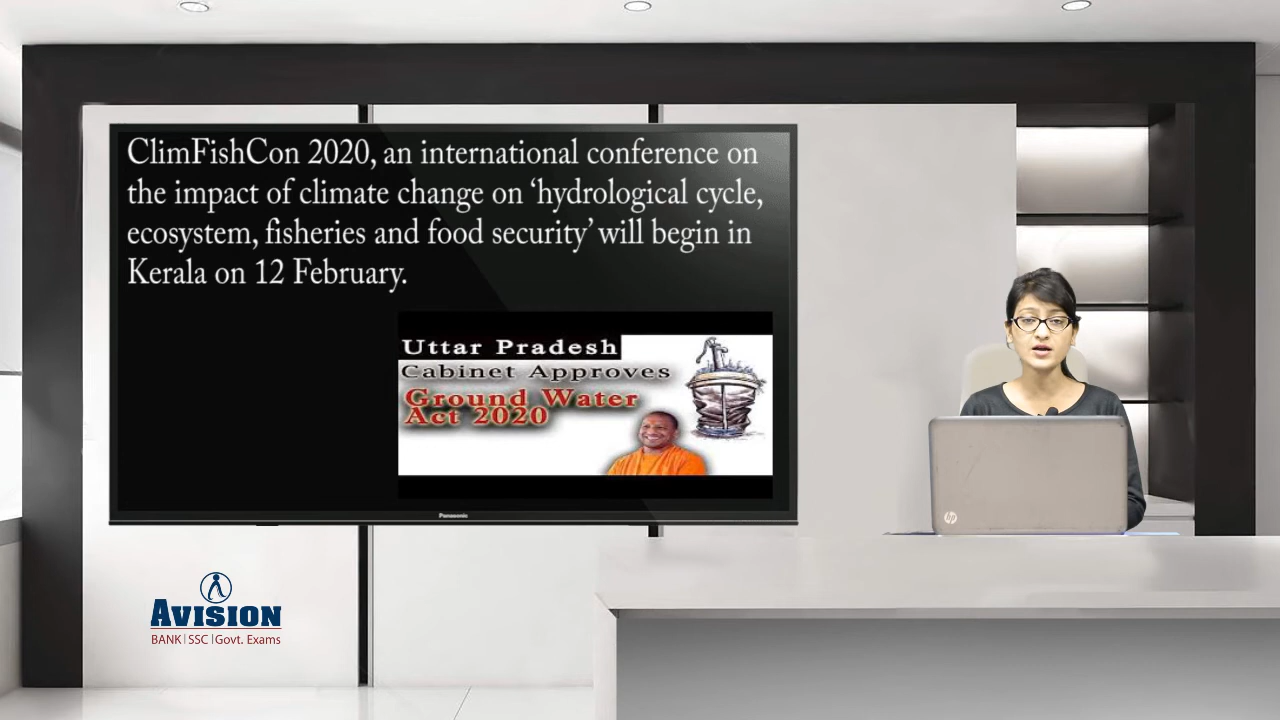 ClimFishCon 2020, an international conference on
the impact of climate change on ‘hydrological cycle,
ecosystem, fisheries and food security’ will begin in
Kerala on 12 February.
Uttar Pradesh
Cabinet Approves
Ground Water
Act 2020
Panasonic
hp
AVISION
BANK|SSC|Govt. Exams